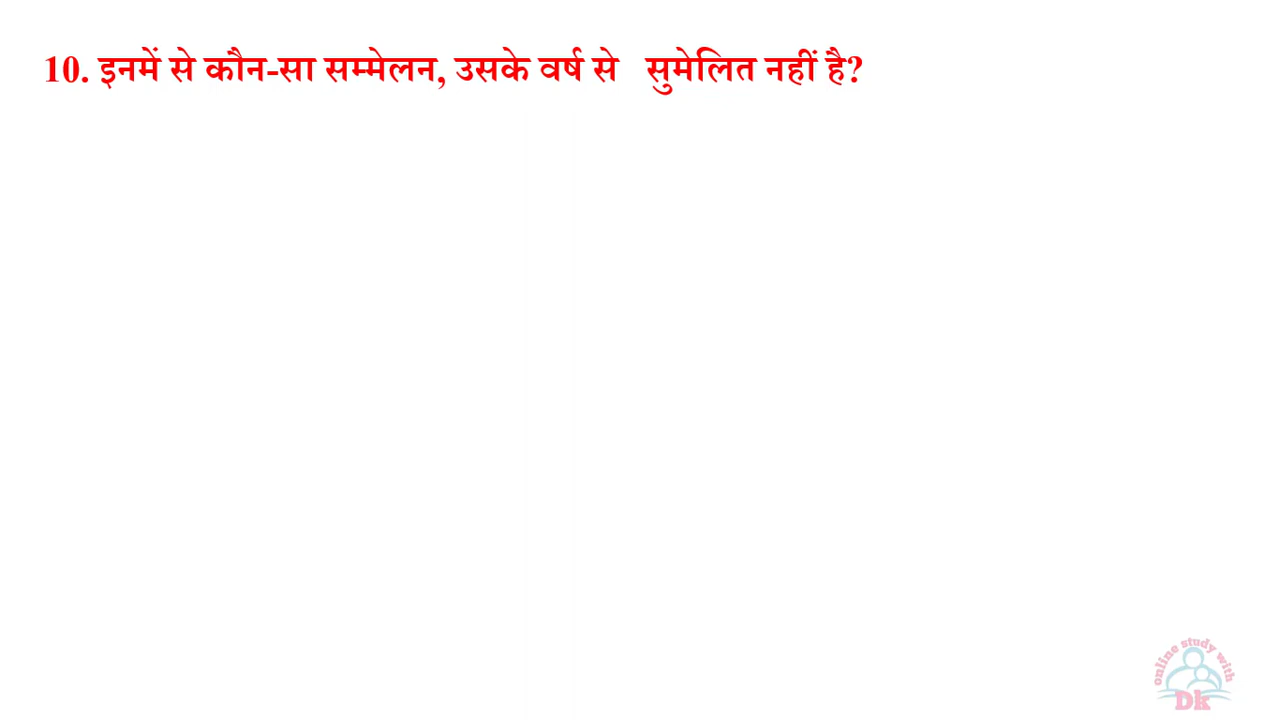 10. इनमें से कौन-सा सम्मेलन, उसके वर्ष से सुमेलित नहीं है?
online study with
Dk